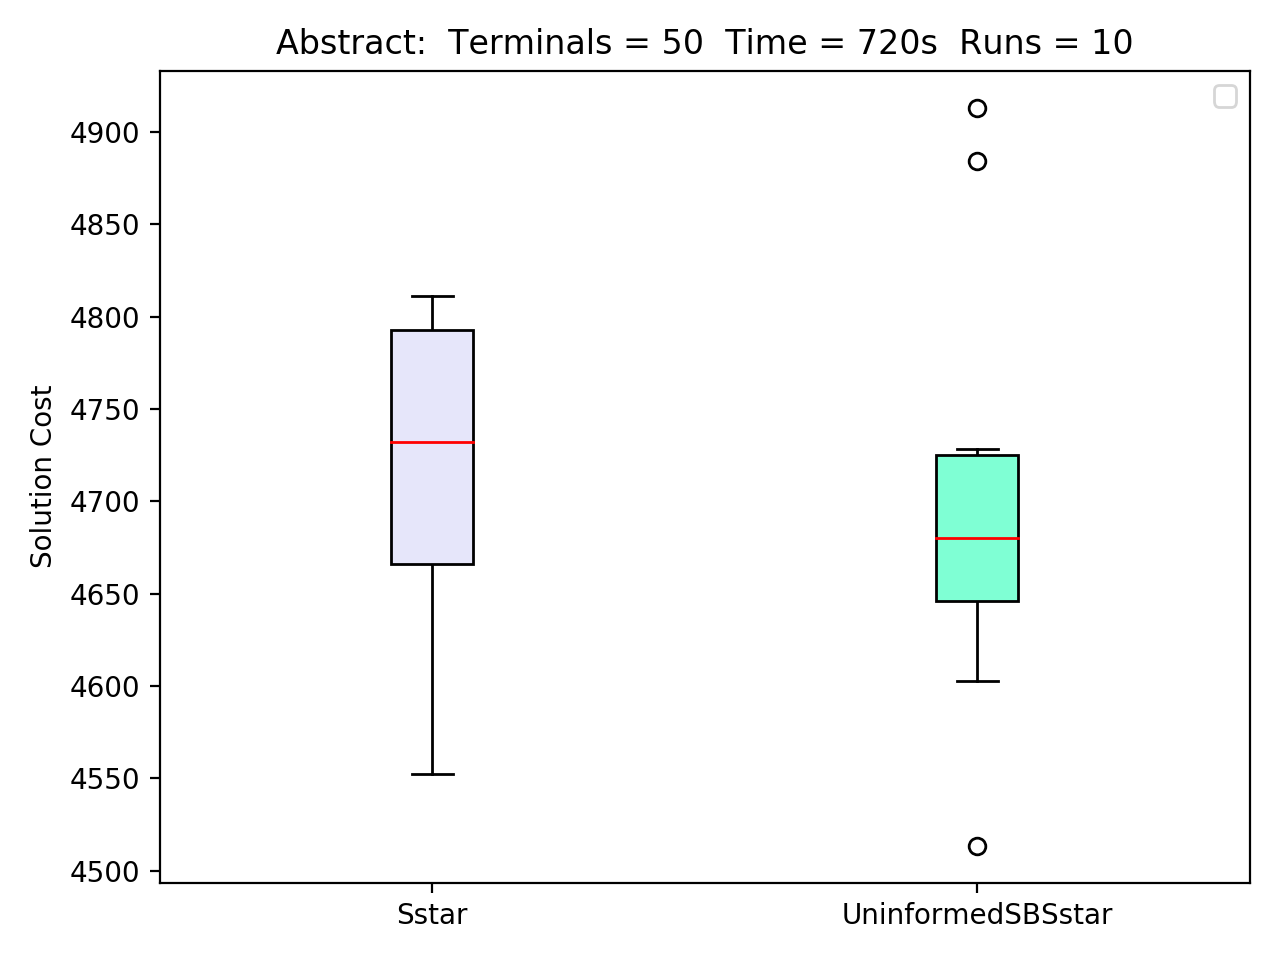 Abstract:  Terminals = 50  Time = 720s  Runs = 10
4900
4850
4800
4750
4700
4650
4600
4550
4500
Solution Cost
Sstar
UninformedSBSstar